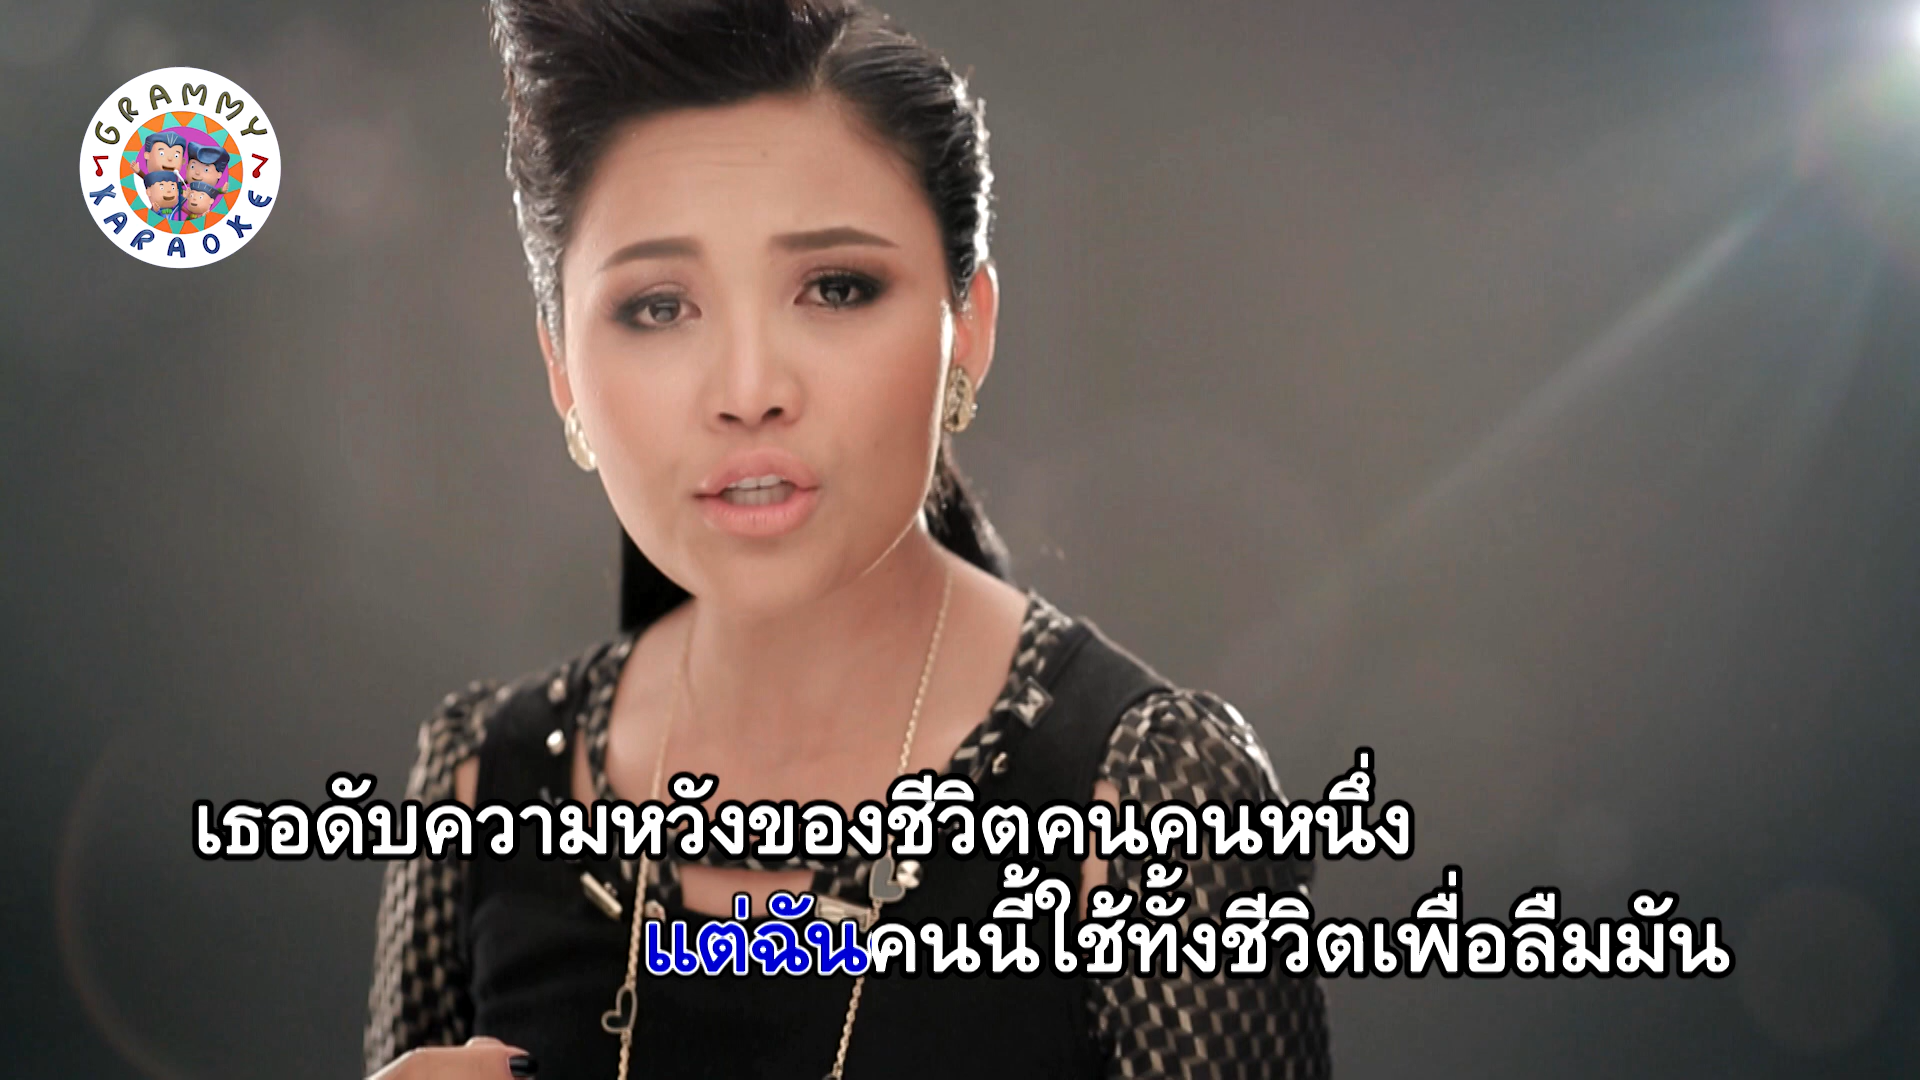 GRAMMY
KARAOKE
เธอดับความหวังของชีวิตคนคนหนึ่ง
แต่ฉันคนนี้ใช้ทั้งชีวิตเพื่อลืมมัน